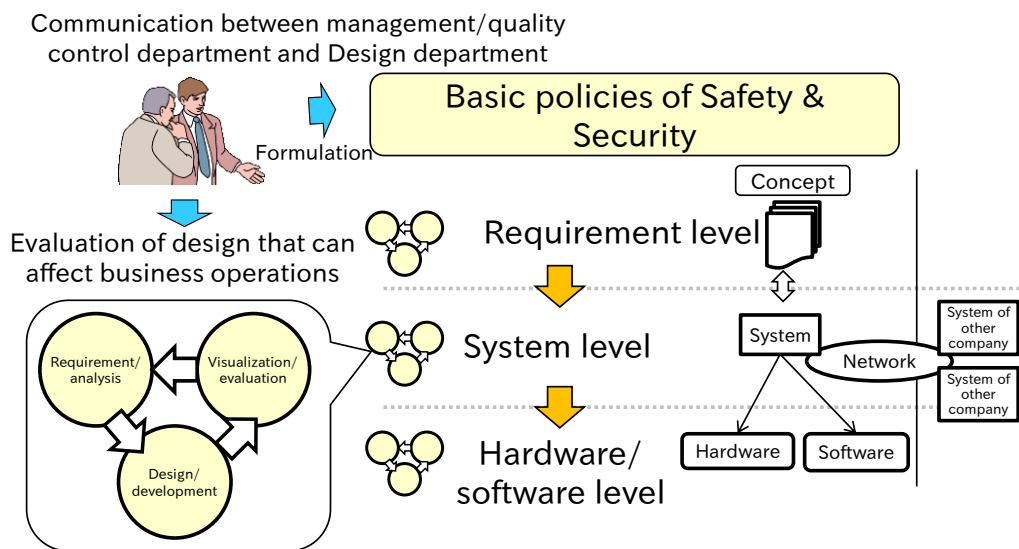 Communication between management/quality
control department and Design department
Formulation
Basic policies of Safety &
Security
Evaluation of design that can
affect business operations
Requirement/
analysis
Visualization/
evaluation
Design/
development
Requirement level
System level
Hardware/
software level
Concept
System
Network
System of
other
company
System of
other
company
Hardware
Software